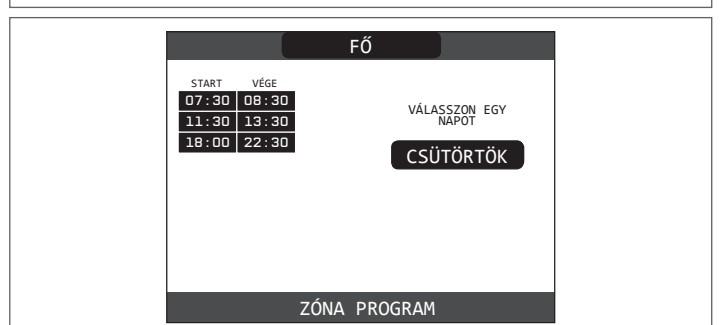 FŐ
START VÉGE
07:30 08:30
11:30 13:30
18:00 22:30
VÁLASSZON EGY
NAPOT
CSÜTÖRTÖK
ZÓNA PROGRAM